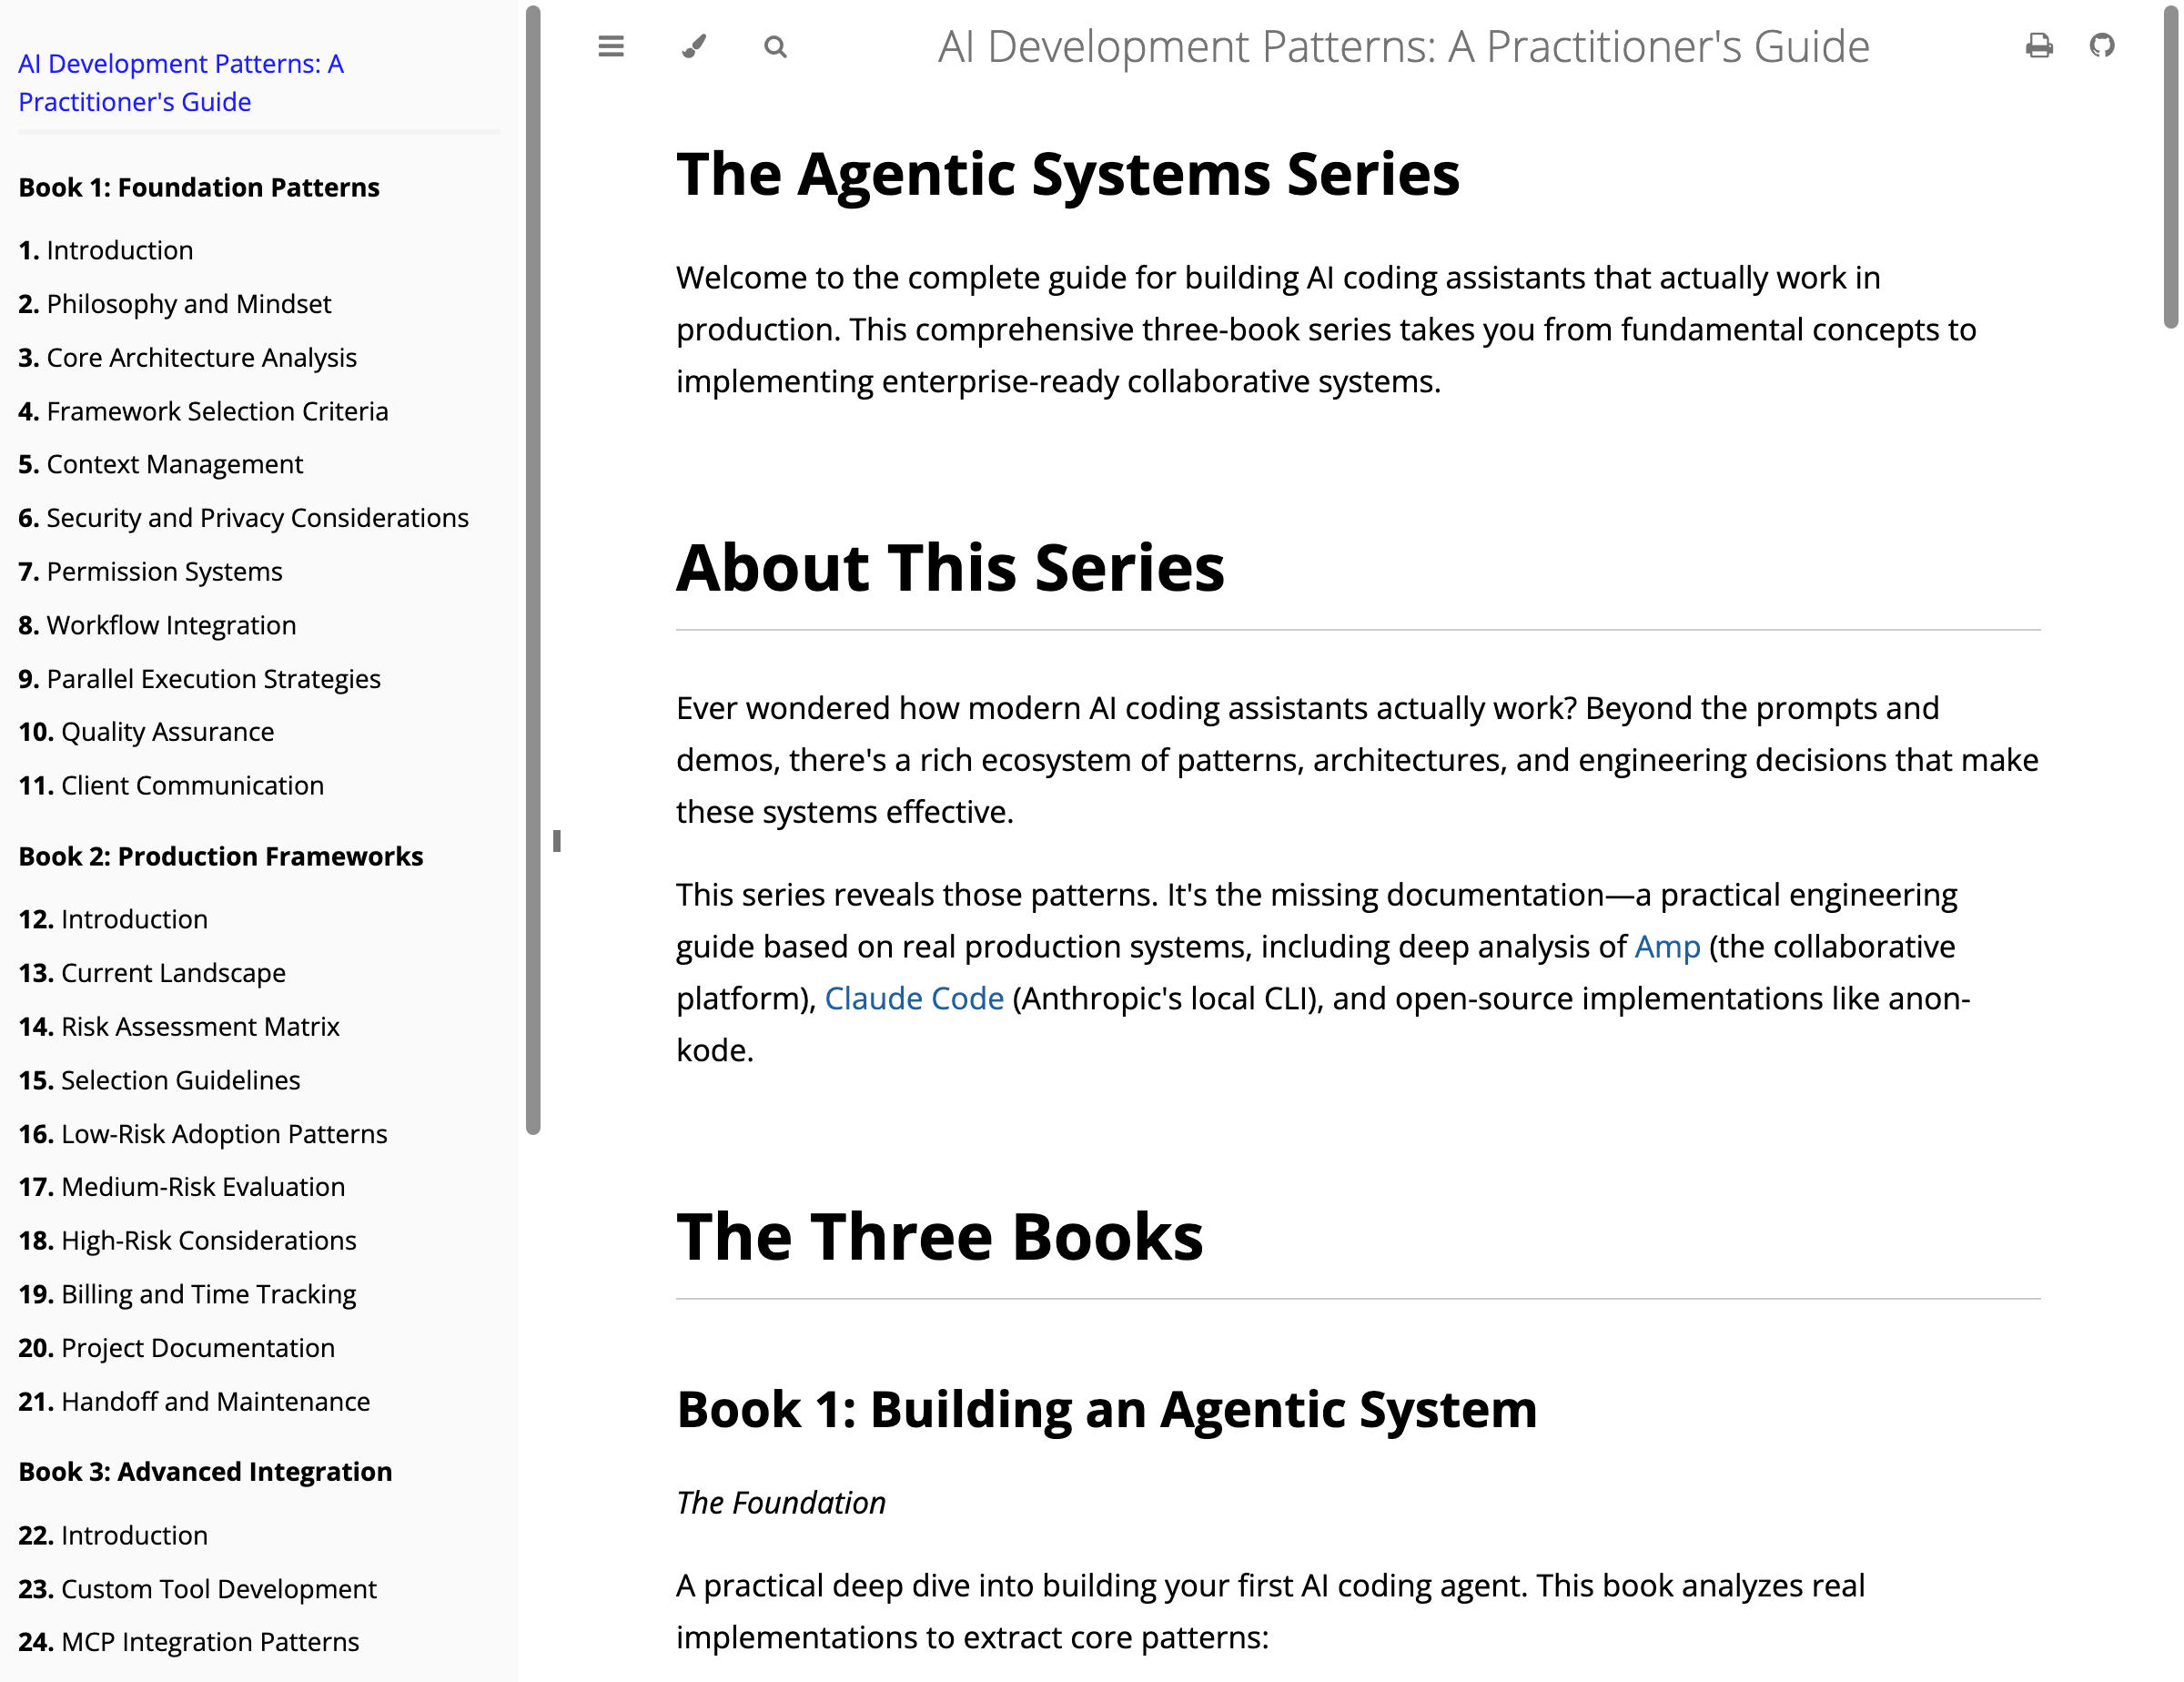 AI Development Patterns: A
Practitioner's Guide
Book 1: Foundation Patterns
1. Introduction
2. Philosophy and Mindset
3. Core Architecture Analysis
4. Framework Selection Criteria
5. Context Management
6. Security and Privacy Considerations
7. Permission Systems
8. Workflow Integration
9. Parallel Execution Strategies
10. Quality Assurance
11. Client Communication
Book 2: Production Frameworks
12. Introduction
13. Current Landscape
14. Risk Assessment Matrix
15. Selection Guidelines
16. Low-Risk Adoption Patterns
17. Medium-Risk Evaluation
18. High-Risk Considerations
19. Billing and Time Tracking
20. Project Documentation
21. Handoff and Maintenance
Book 3: Advanced Integration
22. Introduction
23. Custom Tool Development
24. MCP Integration Patterns
AI Development Patterns: A Practitioner's Guide
The Agentic Systems Series
Welcome to the complete guide for building AI coding assistants that actually work in
production. This comprehensive three-book series takes you from fundamental concepts to
implementing enterprise-ready collaborative systems.
About This Series
Ever wondered how modern AI coding assistants actually work? Beyond the prompts and
demos, there's a rich ecosystem of patterns, architectures, and engineering decisions that make
these systems effective.
This series reveals those patterns. It's the missing documentation—a practical engineering
guide based on real production systems, including deep analysis of Amp (the collaborative
platform), Claude Code (Anthropic's local CLI), and open-source implementations like anon-
kode.
The Three Books
Book 1: Building an Agentic System
The Foundation
A practical deep dive into building your first AI coding agent. This book analyzes real
implementations to extract core patterns: